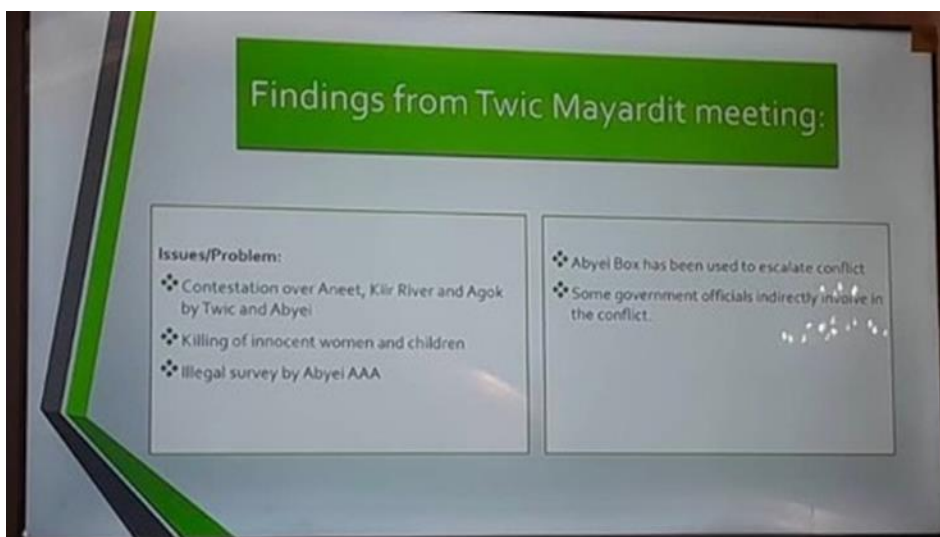 Findings from Twic Mayardit meeting:
Issues/Problem:
❖ Contestation over Aneet, Kiir River and Agok
by Twic and Abyei
❖ Killing of innocent women and children
❖ Illegal survey by Abyei AAA
❖ Abyei Box has been used to escalate conflict
❖ Some government officials indirectly involve in
the conflict.